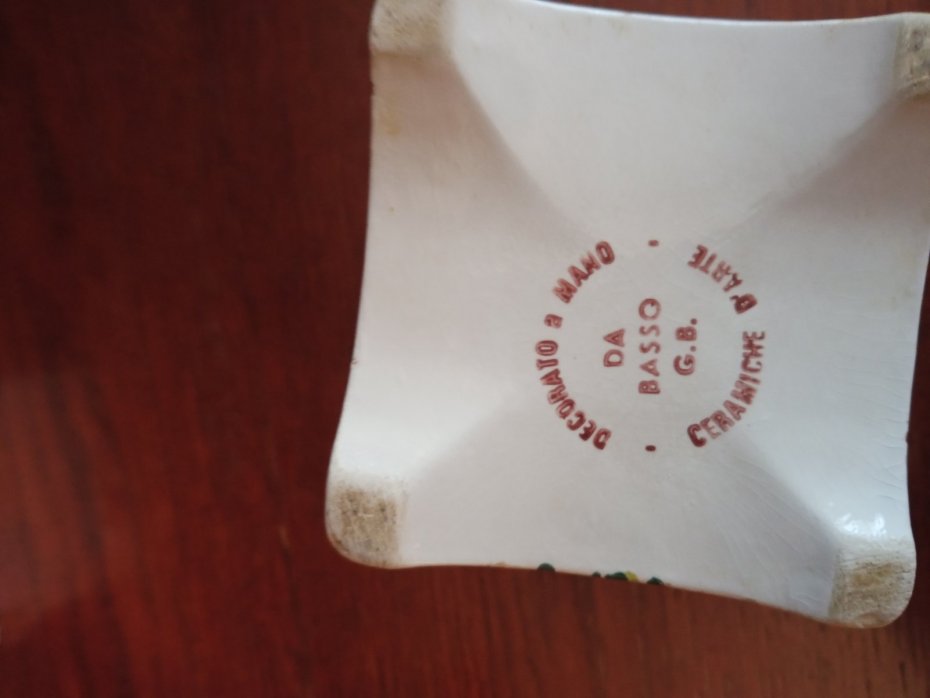 DECORATO a MANO
DA
BASSO
G.B.
CERAMICHE D'ARTE